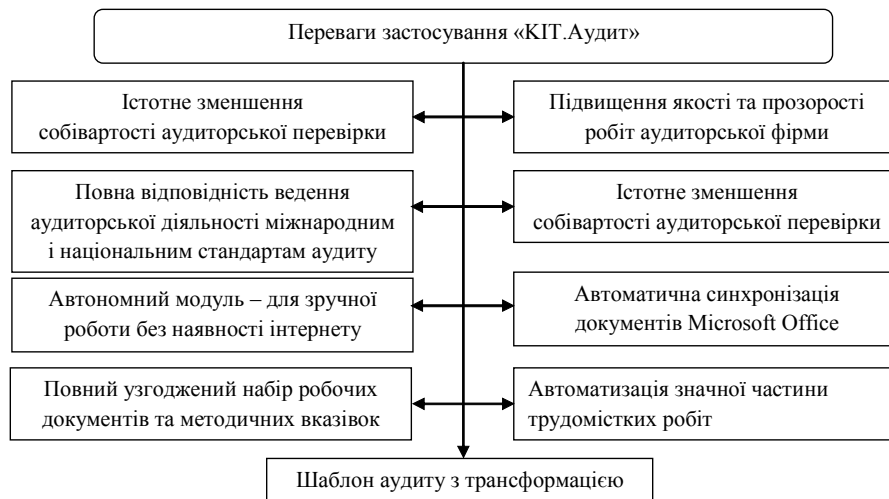 Переваги застосування «КІТ.Аудит»
Істотне зменшення
собівартості аудиторської перевірки
Підвищення якості та прозорості
робіт аудиторської фірми
Повна відповідність ведення
аудиторської діяльності міжнародним
і національним стандартам аудиту
Істотне зменшення
собівартості аудиторської перевірки
Автономний модуль – для зручної
роботи без наявності інтернету
Автоматична синхронізація
документів Microsoft Office
Повний узгоджений набір робочих
документів та методичних вказівок
Автоматизація значної частини
трудомістких робіт
Шаблон аудиту з трансформацією